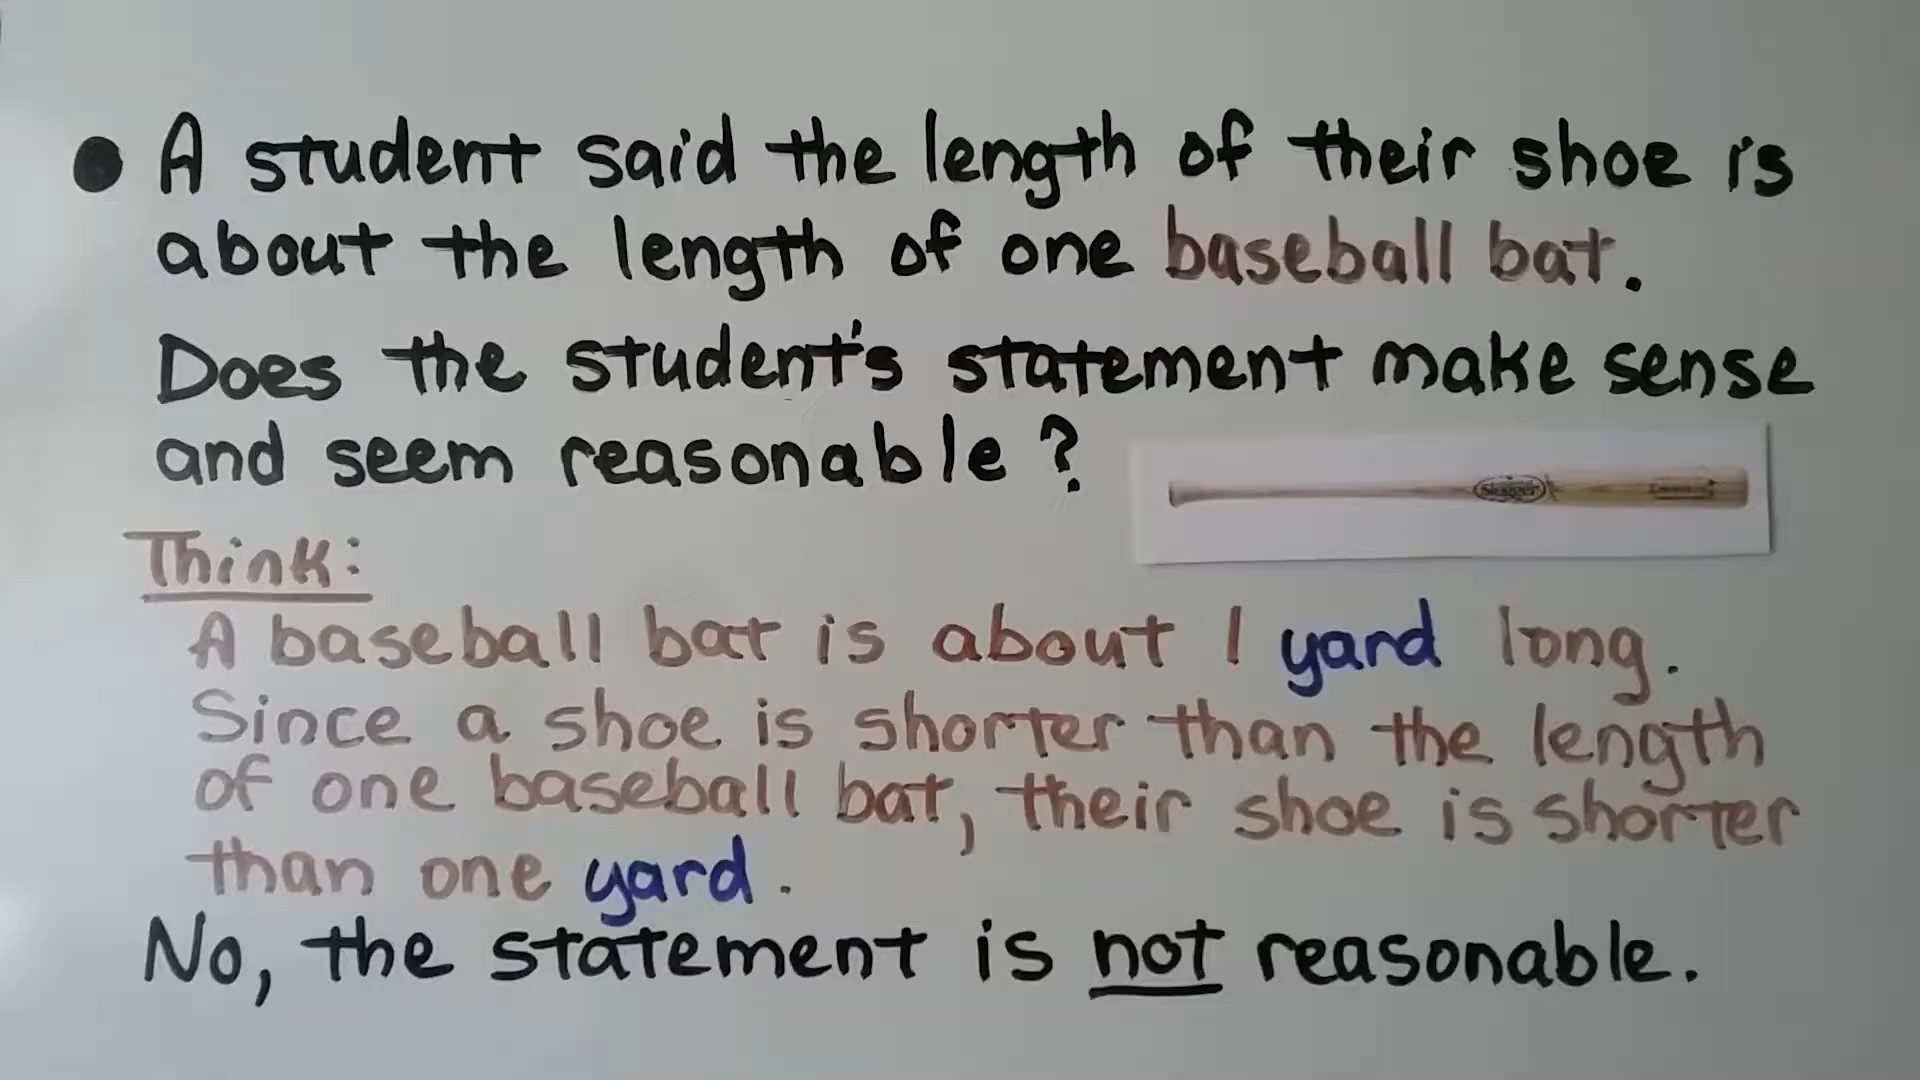 A student said the length of their shoe is
about the length of one baseball bat.
Does the student's statement make sense
and seem reasonable?
Slugger
Think:
A baseball bat is about 1 yard long.
Since a shoe is shorter than the length
of one baseball bat, their shoe is shorter
than one yard.
No, the statement is not reasonable.